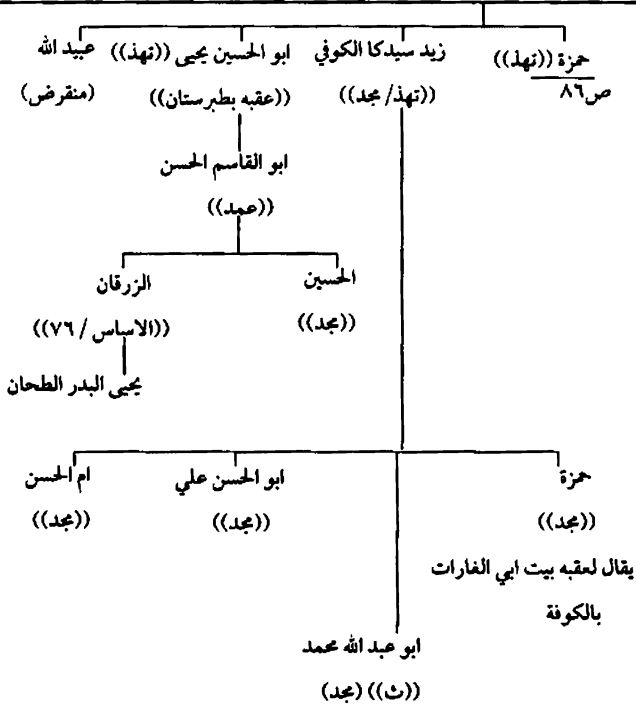 حمزة ((تهذ))
ص٨٦
زيد سيدكا الكوفي
((تهذ/ مجد))
ابو الحسين يحيى ((تهذ))
((عقبه بطبرستان))
عبيد الله
(منقرض)
ابو القاسم الحسن
((عمد))
الحسين
((مجد))
الزرقان
((الاساس / ٧٦))
يحيى البدر الطحان
حمزة
((مجد))
يقال لعقبه بيت ابي الغارات
بالكوفة
ابو الحسن علي
((مجد))
ام الحسن
((مجد))
ابو عبد الله محمد
((ث)) (مجد)